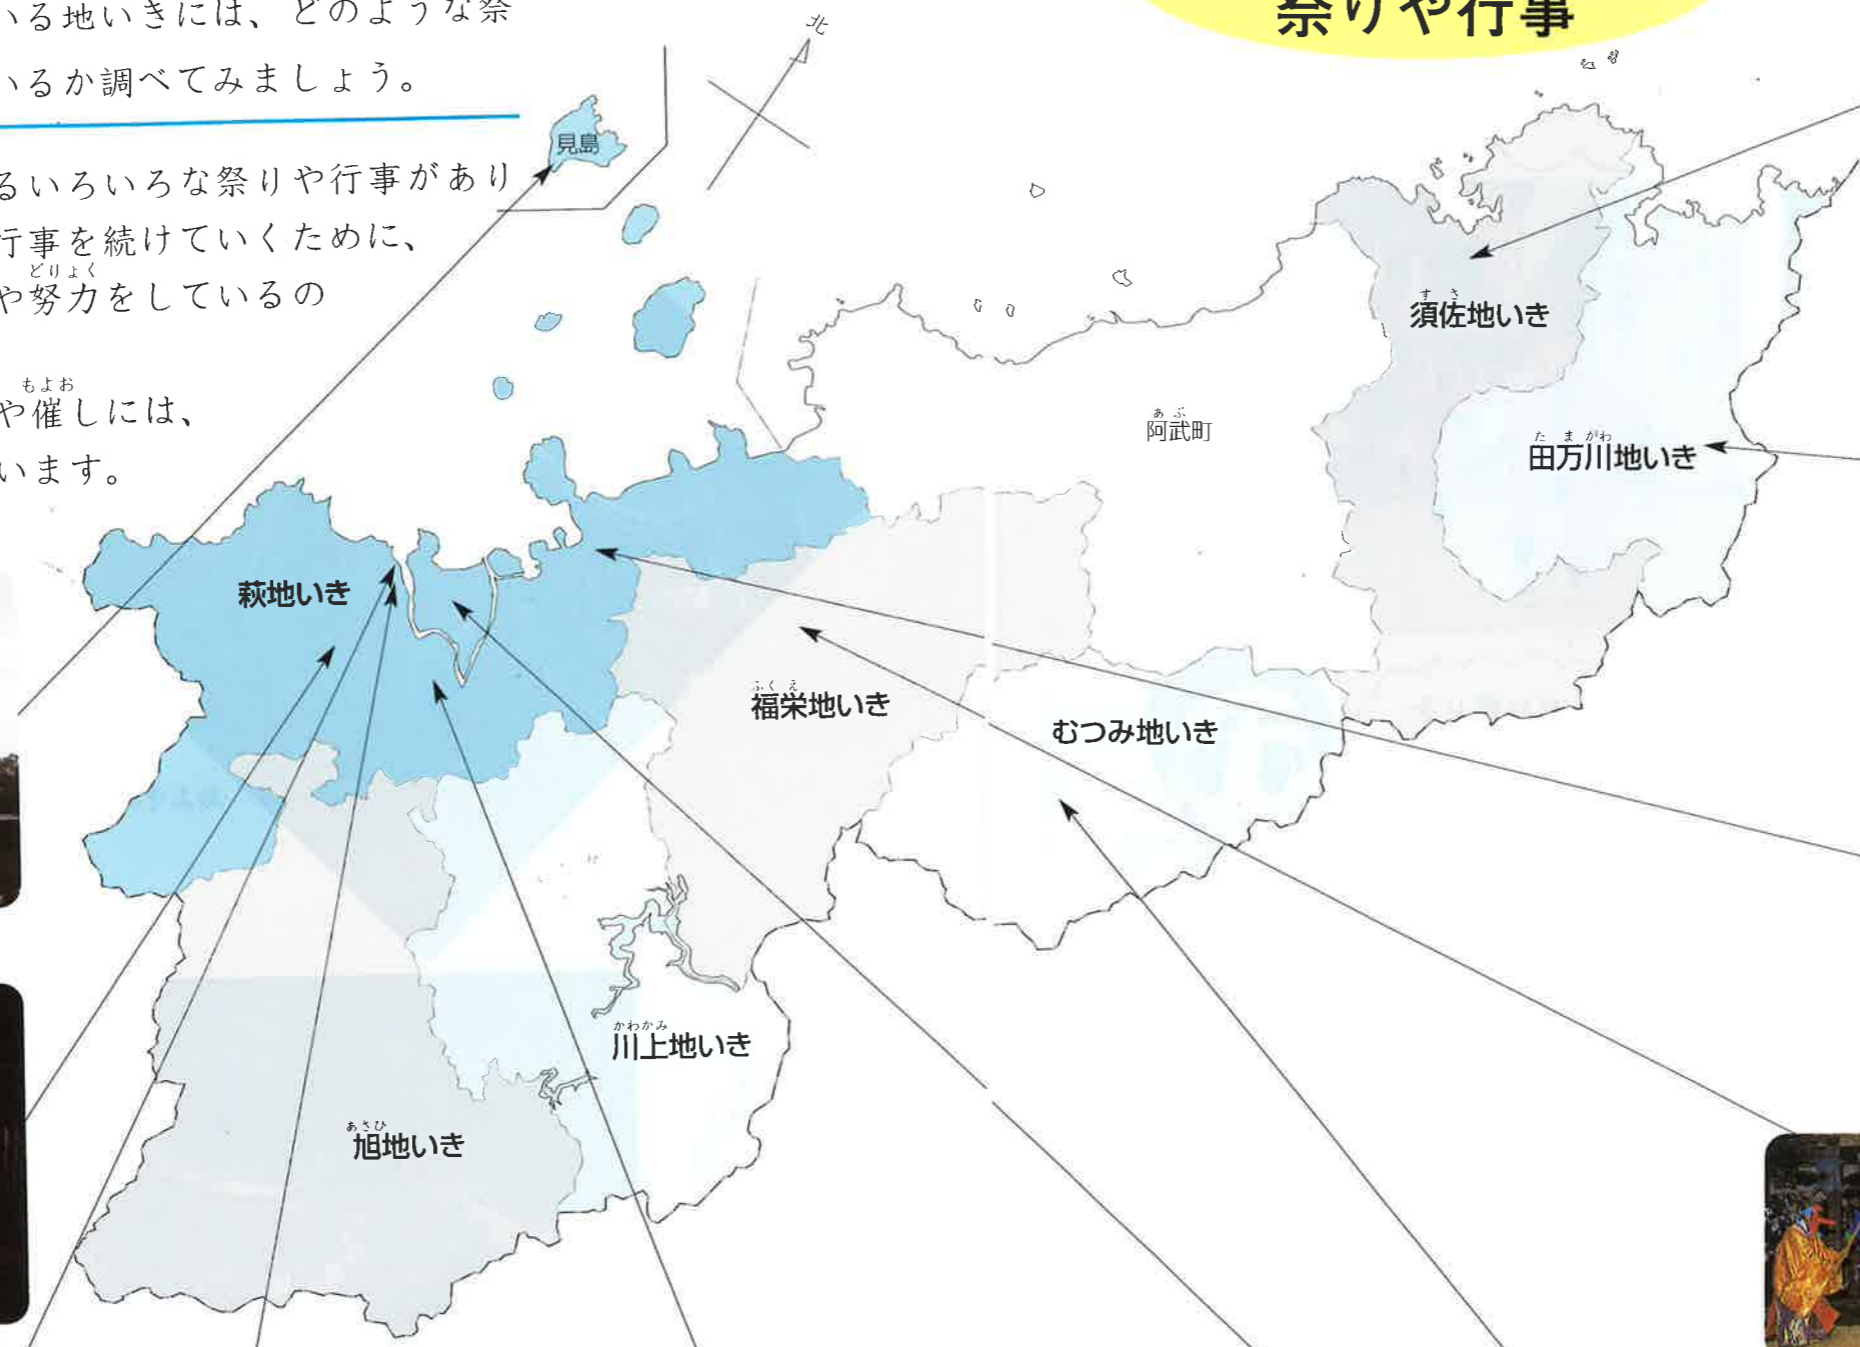 いる地いきには、どのような祭
いるか調べてみましょう。
るいろいろな祭りや行事があり
行事を続けていくために、
どりょく
や努力をしているの
もよお
や催しには、
います。
祭りや行事
北
見島
すさ
須佐地いき
あぶ
阿武町
たまがわ
田万川地いき
萩地いき
ふくえ
福栄地いき
むつみ地いき
かわかみ
川上地いき
あさひ
旭地いき